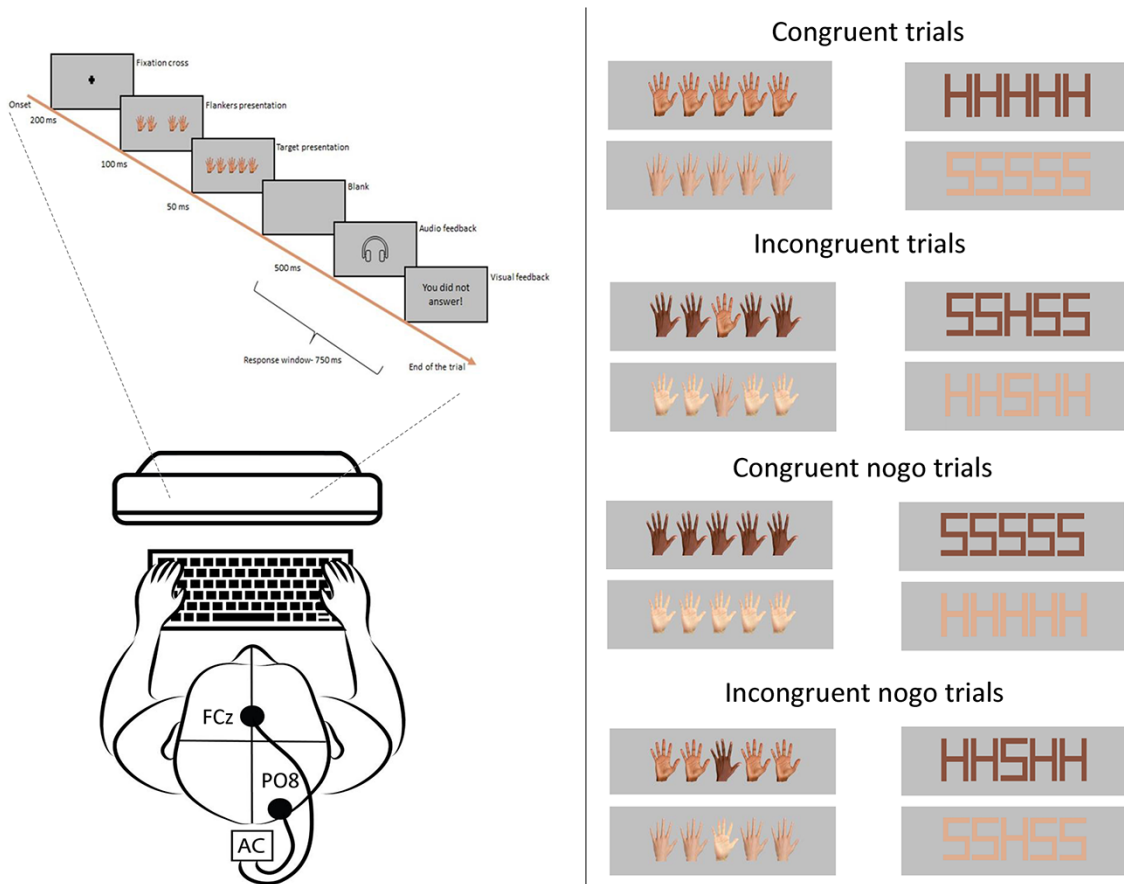 Fixation cross
Onset
200 ms
Flankers presentation
100 ms
Target presentation
50 ms
Blank
Audio feedback
500 ms
Visual feedback
You did not
answer!
Response window- 750 ms
End of the trial
FCz
PO8
AC
Congruent trials
HHHHH
SSSSS
Incongruent trials
SSHSS
HHSHH
Congruent nogo trials
SSSSS
HHHHH
Incongruent nogo trials
HHSHH
SSHSS